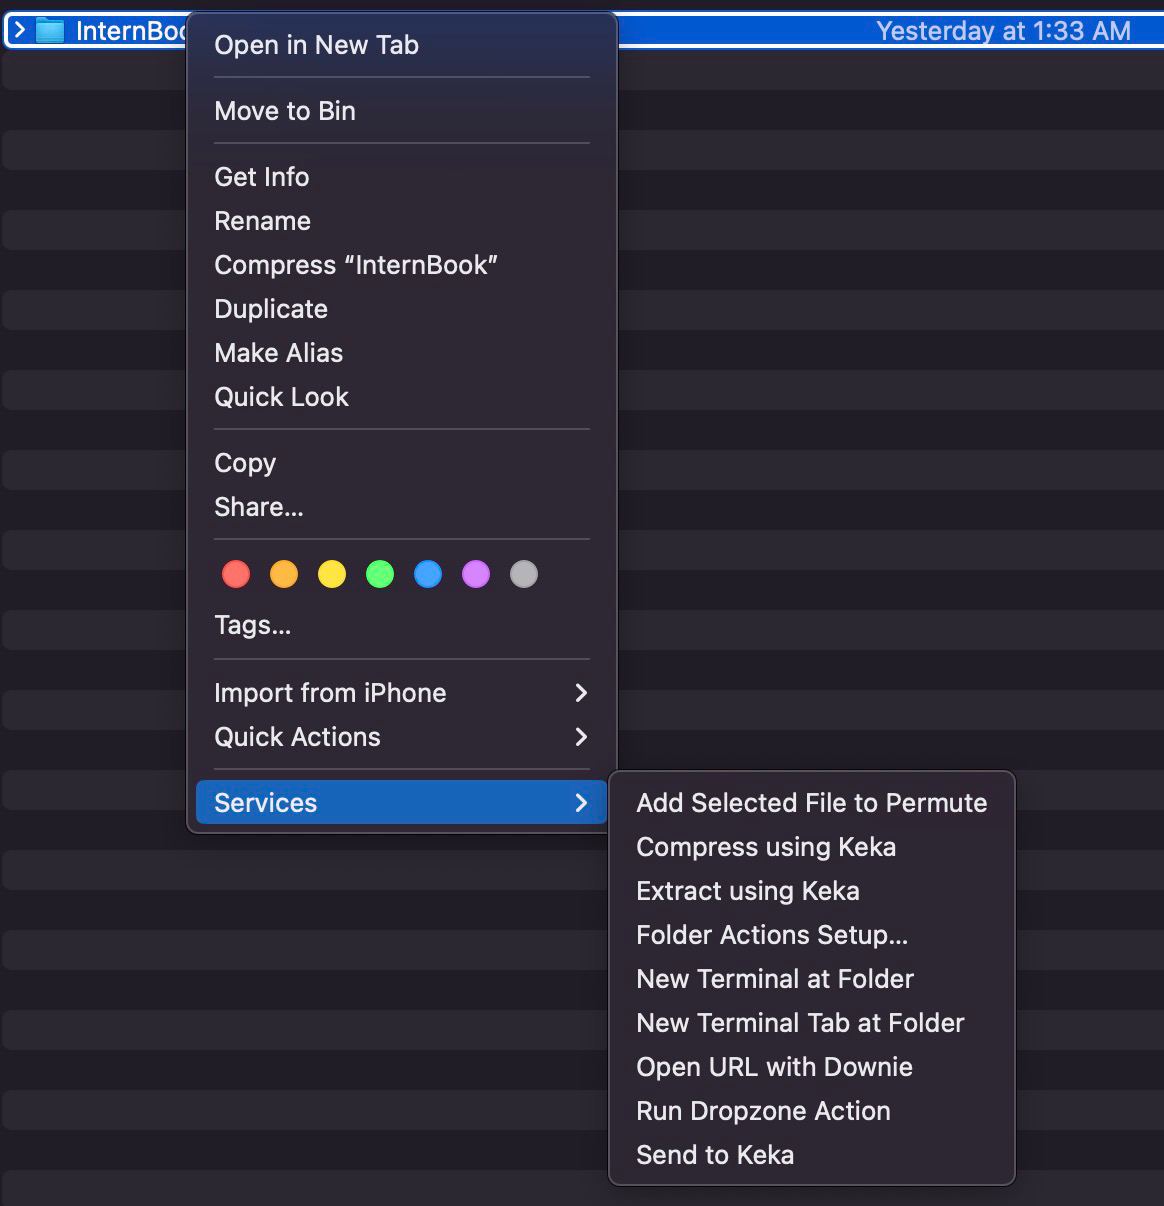 Yesterday at 1:33 AM
Open in New Tab
Move to Bin
Get Info
Rename
Compress “InternBook”
Duplicate
Make Alias
Quick Look
Copy
Share...
Tags...
Import from iPhone
Quick Actions
Services
Add Selected File to Permute
Compress using Keka
Extract using Keka
Folder Actions Setup...
New Terminal at Folder
New Terminal Tab at Folder
Open URL with Downie
Run Dropzone Action
Send to Keka